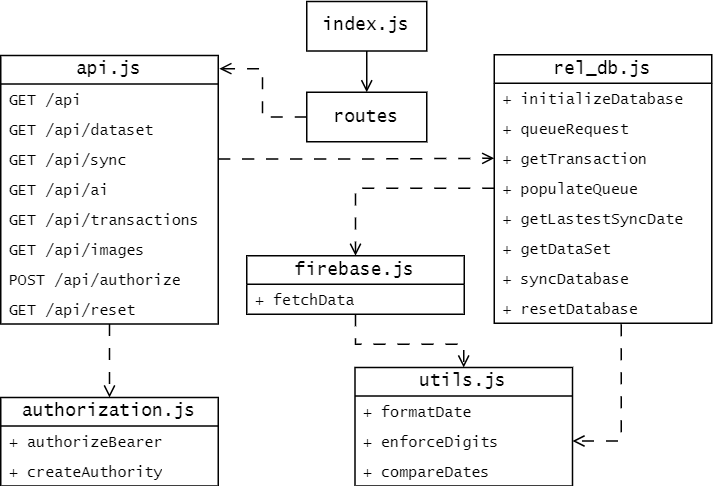 index.js
routes
api.js
GET /api
GET /api/dataset
GET /api/sync
GET /api/ai
GET /api/transactions
GET /api/images
POST /api/authorize
GET /api/reset
rel_db.js
+ initializeDatabase
+ queueRequest
+ getTransaction
+ populateQueue
+ getLastestSyncDate
+ getDataSet
+ syncDatabase
+ resetDatabase
firebase.js
+ fetchData
authorization.js
+ authorizeBearer
+ createAuthority
utils.js
+ formatDate
+ enforceDigits
+ compareDates